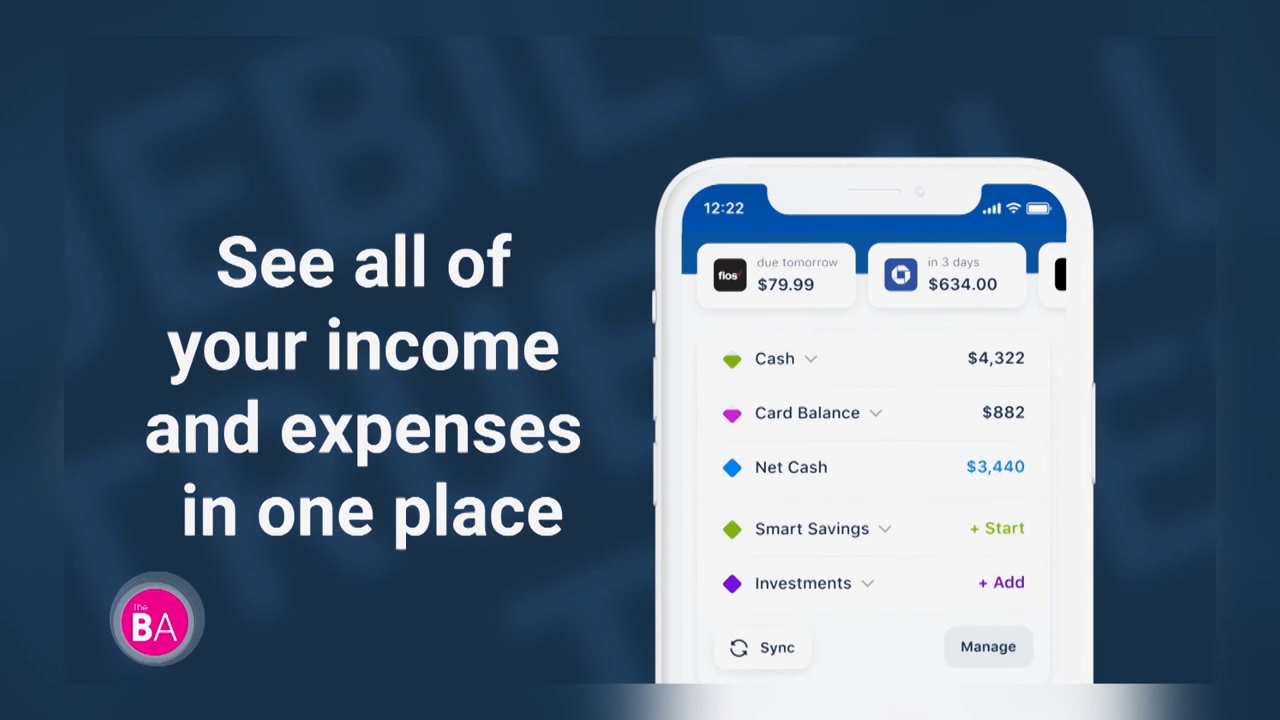 See all of
your income
and expenses
in one place
The
BA
12:22
fios
due tomorrow
$79.99
in 3 days
$634.00
Cash
$4,322
Card Balance
$882
Net Cash
$3,440
Smart Savings
+ Start
Investments
+ Add
Sync
Manage